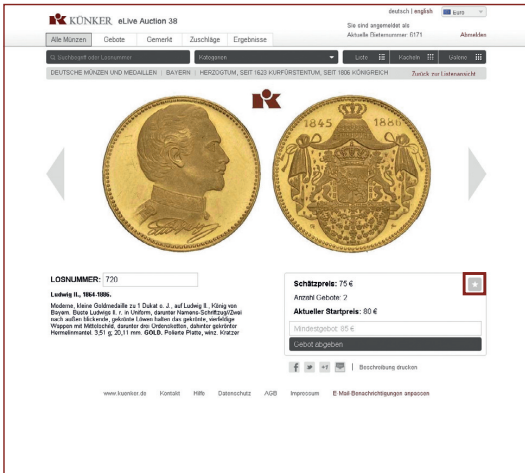 deutsch | english Euro
KÜNKER eLive Auction 38
Sie sind angemeldet als
Aktuelle Bieternummer: 6171 Abmelden
Alle Münzen Gebote Gemerkt Zuschläge Ergebnisse
Suchbegriff oder Losnummer Kategorien Liste Kacheln Galerie
DEUTSCHE MÜNZEN UND MEDAILLEN | BAYERN | HERZOGTUM, SEIT 1623 KURFÜRSTENTUM, SEIT 1806 KÖNIGREICH Zurück zur Listenansicht
1845 1886
LOSNUMMER: 720
Ludwig II., 1864-1886.
Moderne, kleine Goldmedaille zu 1 Dukat o. J., auf Ludwig II., König von
Bayern. Büste Ludwigs II. r. in Uniform, darunter Namens-Schriftzug//Zwei
nach außen blickende, gekrönte Löwen halten das gekrönte, vierfeldige
Wappen mit Mittelschild, darunter drei Ordensketten, dahinter gekrönter
Hermelinmantel. 3,51 g; 20,11 mm. GOLD. Polierte Platte, winz. Kratzer
Schätzpreis: 75 €
Anzahl Gebote: 2
Aktueller Startpreis: 80 €
Mindestgebot: 85 €
Gebot abgeben
f +1 | Beschreibung drucken
www.kuenker.de Kontakt Hilfe Datenschutz AGB Impressum E-Mail-Benachrichtigungen anpassen